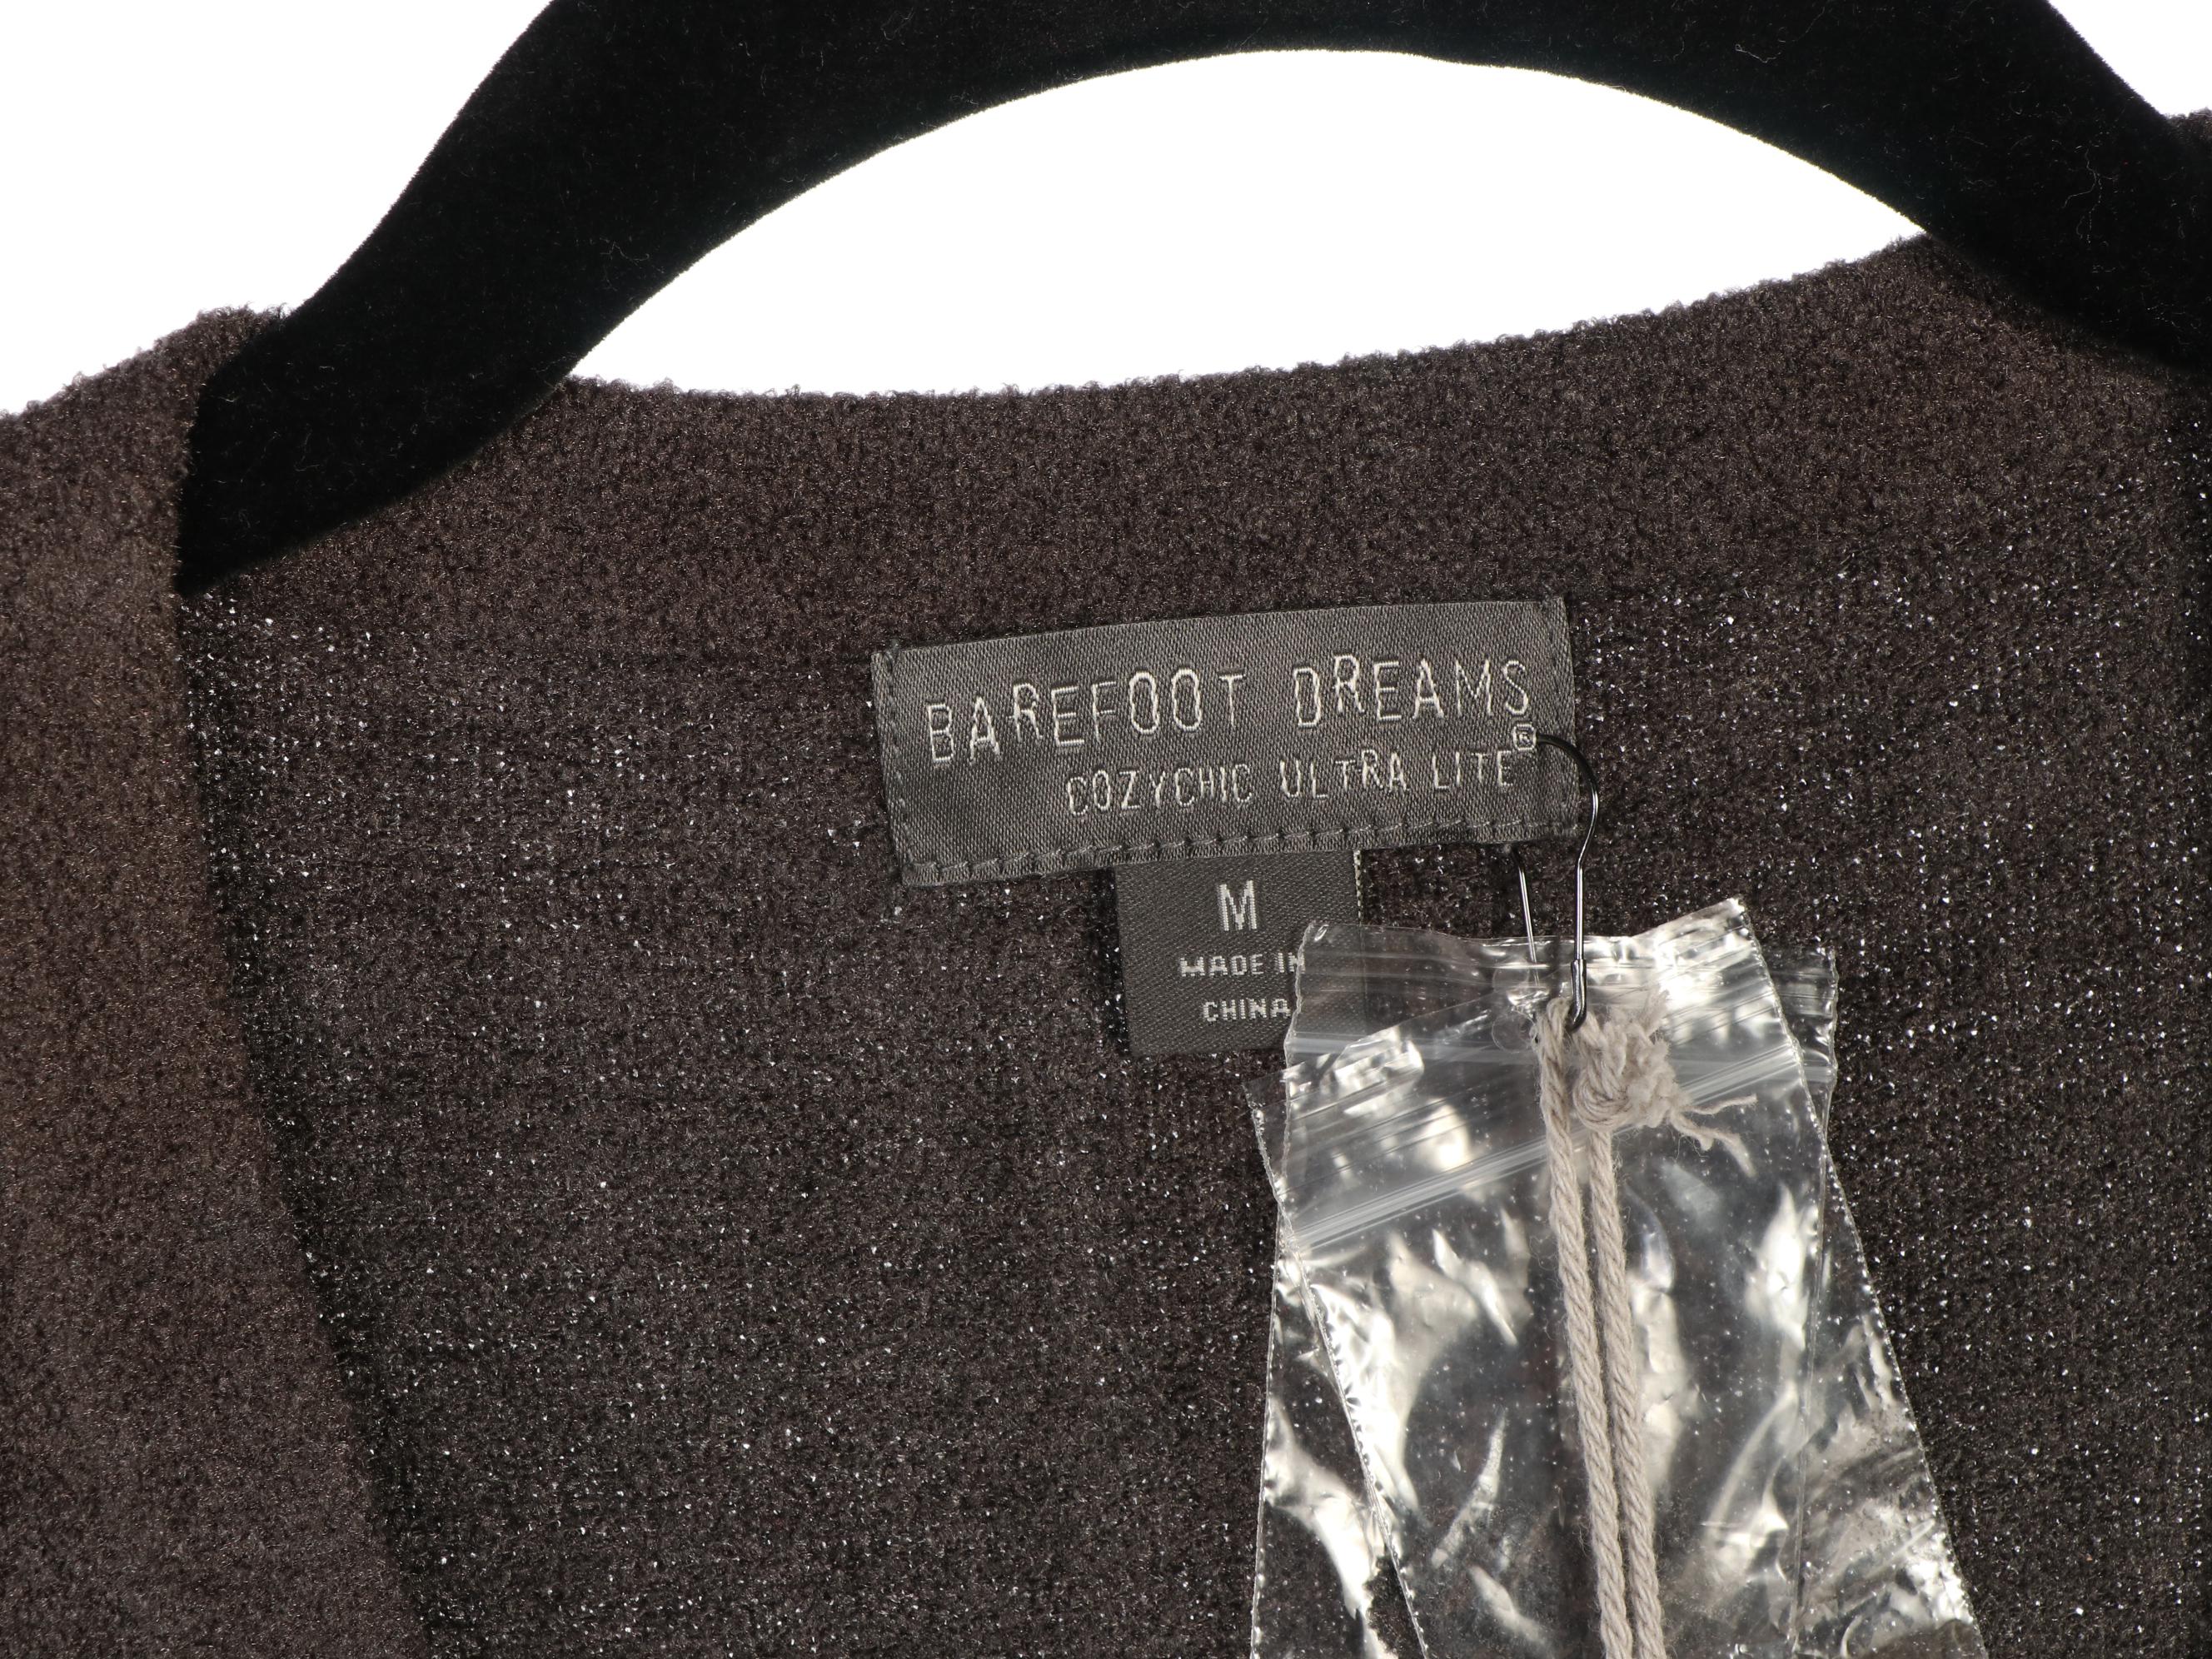 BAREFOOT DREAMS
COZYCHIC ULTRA LITE®
M
MADE IN
CHINA